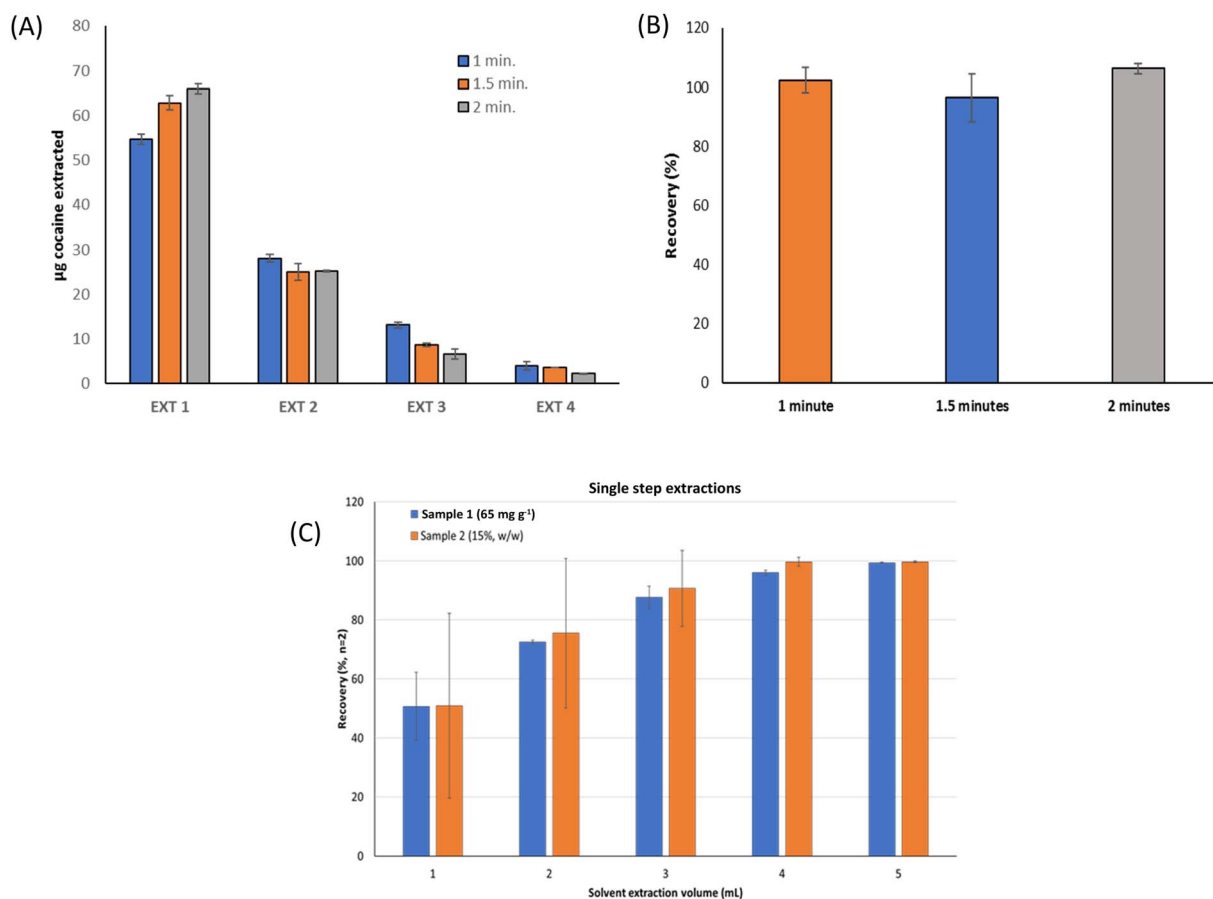 (A)
80
70
60
50
40
30
20
10
0
µg cocaine extracted
1 min.
1.5 min.
2 min.
EXT 1 EXT 2 EXT 3 EXT 4
(B)
120
100
80
60
40
20
0
Recovery (%)
1 minute 1.5 minutes 2 minutes
(C)
Single step extractions
Sample 1 (65 mg g⁻¹)
Sample 2 (15%, w/w)
120
100
80
60
40
20
0
Recovery (%, n=2)
1 2 3 4 5
Solvent extraction volume (mL)